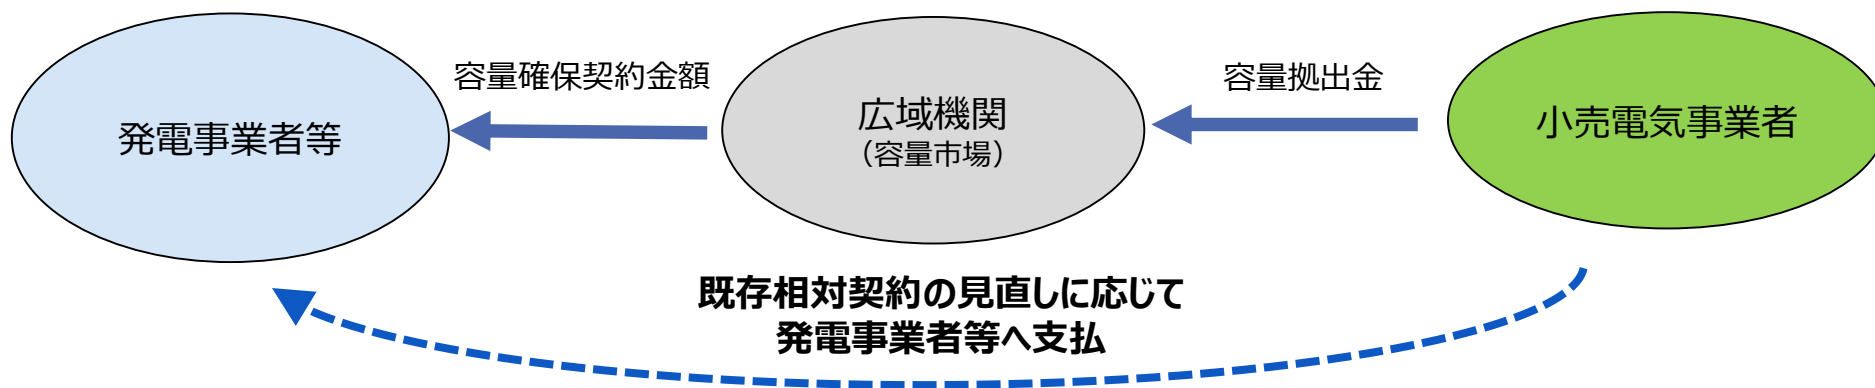 容量確保契約金額
容量拠出金
発電事業者等
広域機関
（容量市場）
小売電気事業者
既存相対契約の見直しに応じて
発電事業者等へ支払